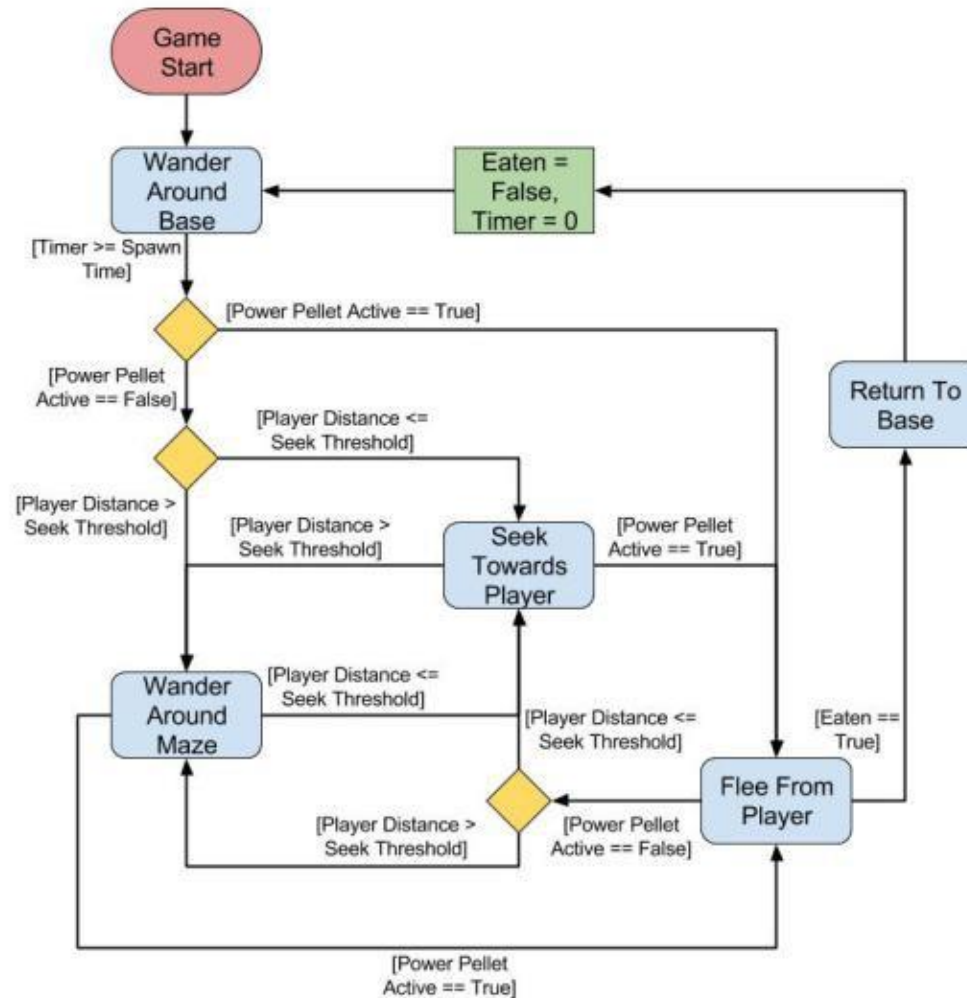 Game
Start
Wander
Around
Base
Eaten =
False,
Timer = 0
[Timer >= Spawn
Time]
[Power Pellet Active == True]
[Power Pellet
Active == False]
Return To
Base
[Player Distance <=
Seek Threshold]
[Player Distance >
Seek Threshold]
[Player Distance >
Seek Threshold]
Seek
Towards
Player
[Power Pellet
Active == True]
Wander
Around
Maze
[Player Distance <=
Seek Threshold]
[Player Distance <=
Seek Threshold]
[Eaten ==
True]
Flee From
Player
[Player Distance >
Seek Threshold]
[Power Pellet
Active == False]
[Power Pellet
Active == True]